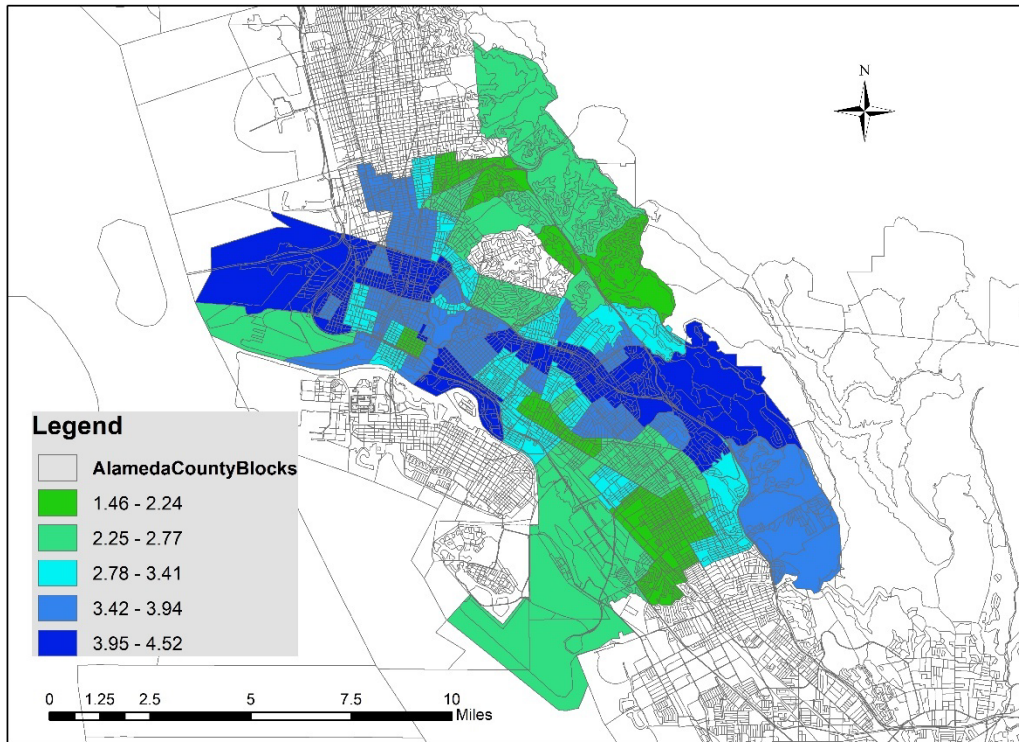 N
Legend
AlamedaCountyBlocks
1.46 - 2.24
2.25 - 2.77
2.78 - 3.41
3.42 - 3.94
3.95 - 4.52
0 1.25 2.5 5 7.5 10
Miles